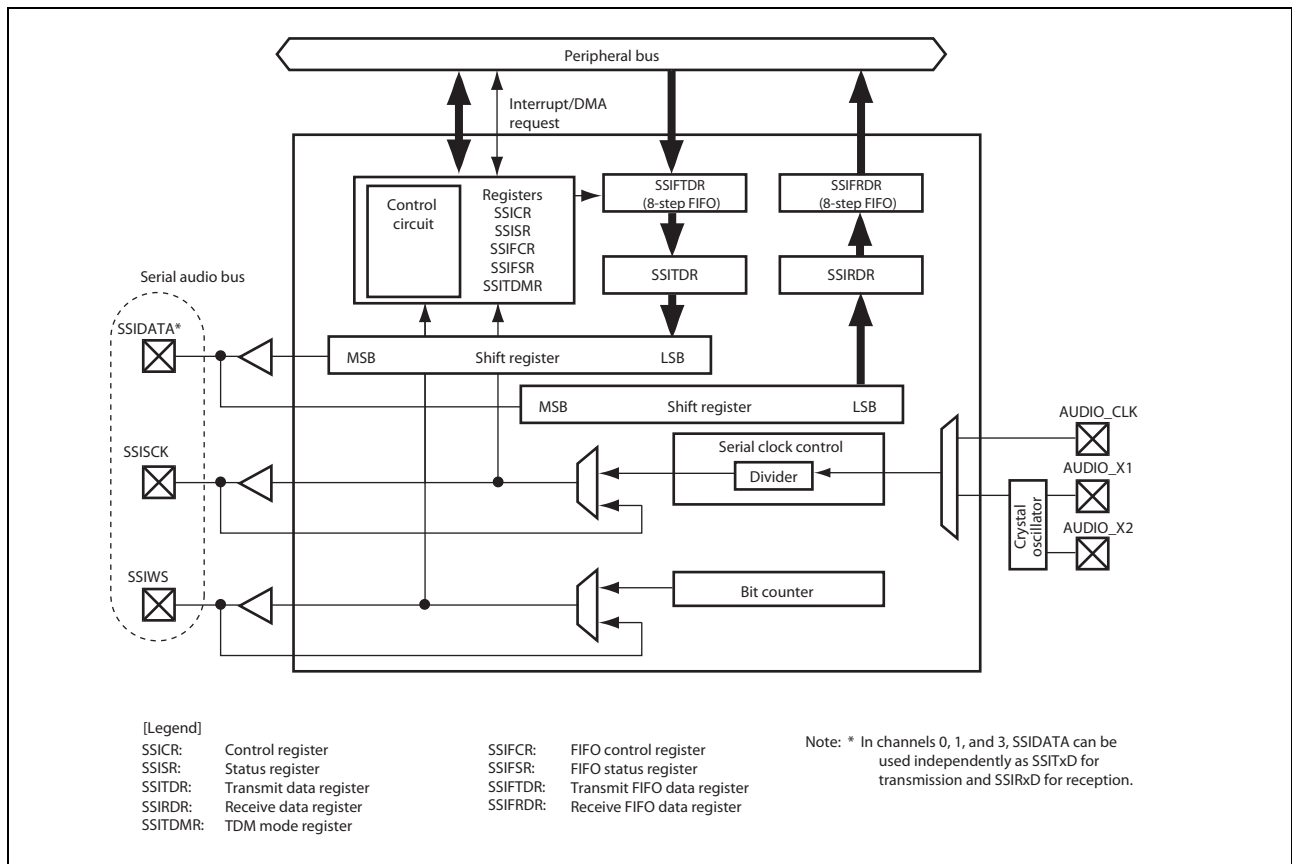 Peripheral bus
Interrupt/DMA
request
Control
circuit
Registers
SSICR
SSISR
SSIFCR
SSIFSR
SSITDMR
SSIFTDR
(8-step FIFO)
SSIFRDR
(8-step FIFO)
SSITDR
SSIRDR
Serial audio bus
SSIDATA*
MSB Shift register LSB
MSB Shift register LSB
SSISCK
Serial clock control
Divider
AUDIO_CLK
AUDIO_X1
AUDIO_X2
Crystal
oscillator
SSIWS
Bit counter
[Legend]
SSICR: Control register
SSISR: Status register
SSITDR: Transmit data register
SSIRDR: Receive data register
SSITDMR: TDM mode register
SSIFCR: FIFO control register
SSIFSR: FIFO status register
SSIFTDR: Transmit FIFO data register
SSIFRDR: Receive FIFO data register
Note: * In channels 0, 1, and 3, SSIDATA can be
used independently as SSITxD for
transmission and SSIRxD for reception.